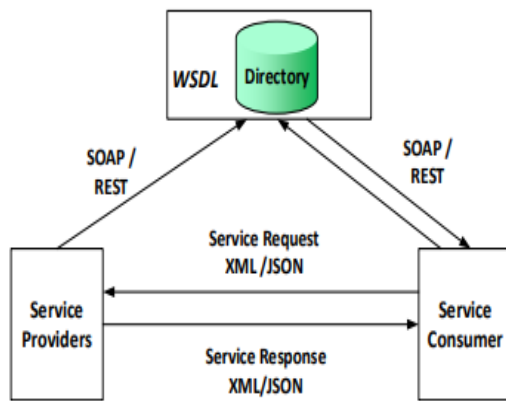 WSDL
Directory
SOAP /
REST
SOAP /
REST
Service Request
XML /JSON
Service
Providers
Service
Consumer
Service Response
XML/JSON